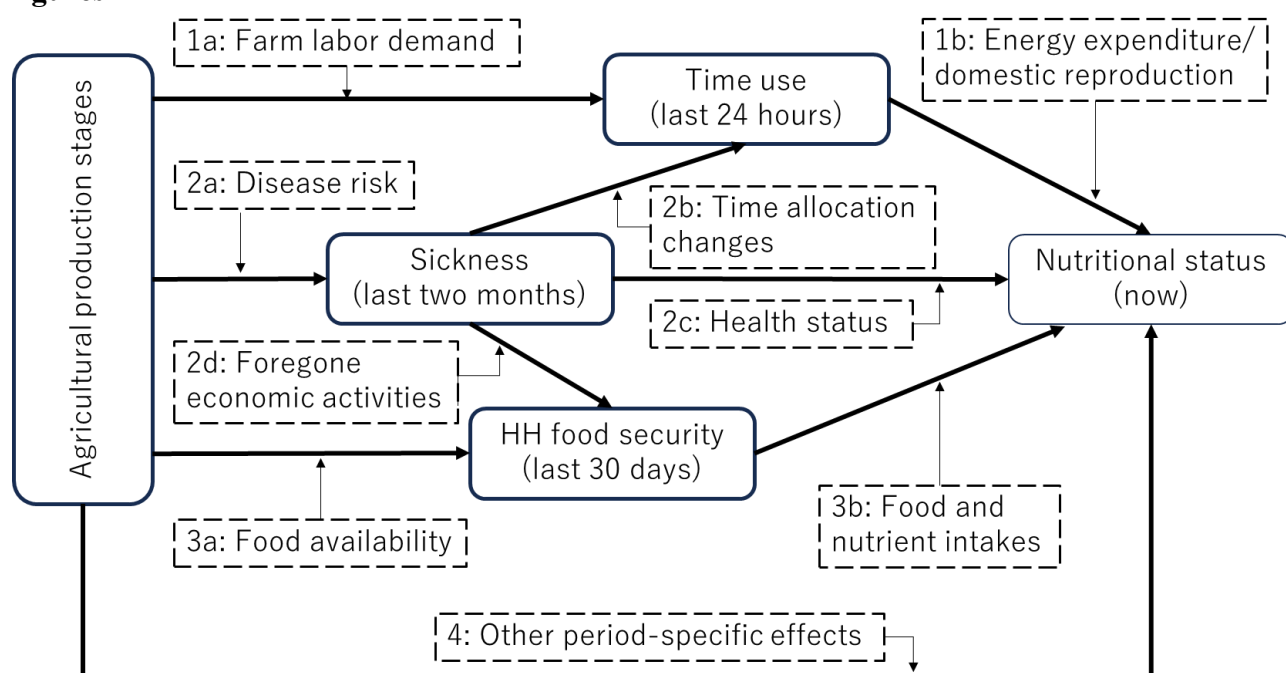 1a: Farm labor demand
Time use
(last 24 hours)
1b: Energy expenditure/
domestic reproduction
Agricultural production stages
2a: Disease risk
2b: Time allocation
changes
Sickness
(last two months)
Nutritional status
(now)
2c: Health status
2d: Foregone
economic activities
HH food security
(last 30 days)
3a: Food availability
3b: Food and
nutrient intakes
4: Other period-specific effects